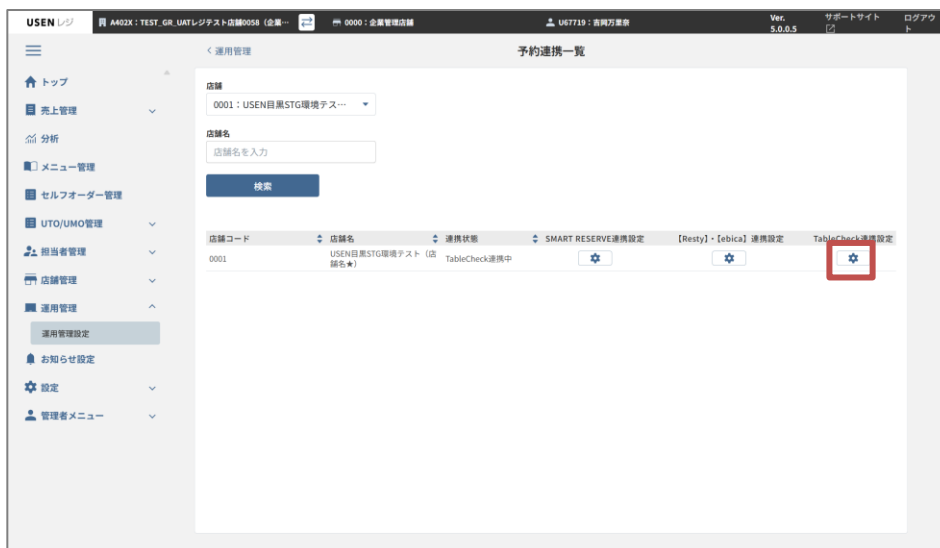 USEN レジ
A402X：TEST_GR_UATレジテスト店舗0058（企業…
0000：企業管理店舗
U67719：吉岡万里奈
Ver.
5.0.0.5
サポートサイト
ログアウ
ト
く 運用管理
予約連携一覧
トップ
売上管理
分析
メニュー管理
セルフオーダー管理
UTO/UMO管理
担当者管理
店舗管理
運用管理
運用管理設定
お知らせ設定
設定
管理者メニュー
店舗
0001：USEN目黒STG環境テス…
店舗名
店舗名を入力
検索
店舗コード 店舗名 連携状態 SMART RESERVE連携設定 【Resty】・【ebica】連携設定 TableCheck連携設定
0001 USEN目黒STG環境テスト（店 TableCheck連携中
舗名★）